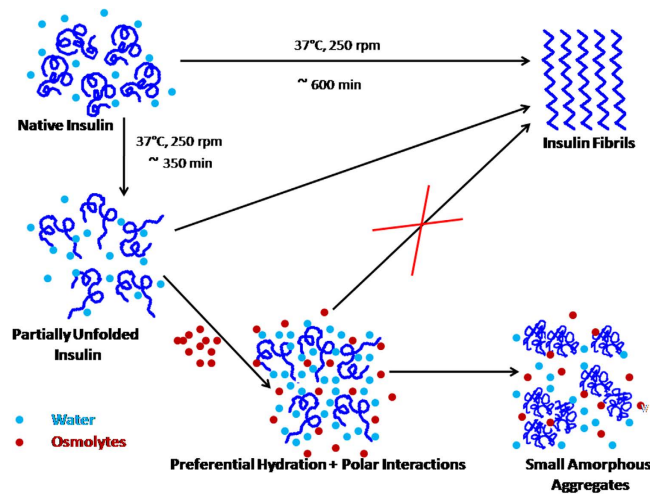 37°C, 250 rpm
~ 600 min
Native Insulin
Insulin Fibrils
37°C, 250 rpm
~ 350 min
Partially Unfolded
Insulin
Water
Osmolytes
Preferential Hydration + Polar Interactions
Small Amorphous
Aggregates